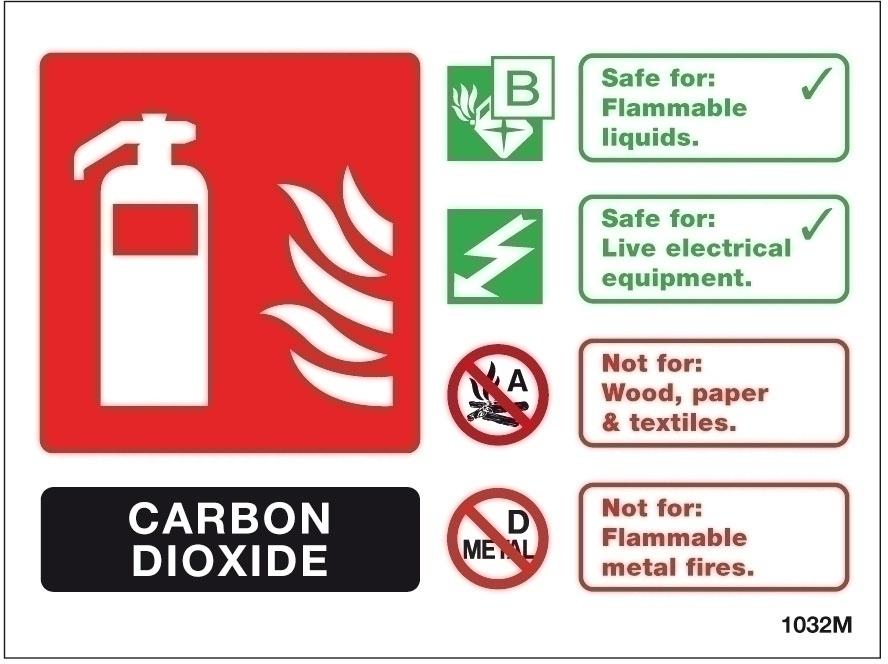 B
Safe for:
Flammable
liquids.
Safe for:
Live electrical
equipment.
A
Not for:
Wood, paper
& textiles.
CARBON
DIOXIDE
D
METAL
Not for:
Flammable
metal fires.
1032M